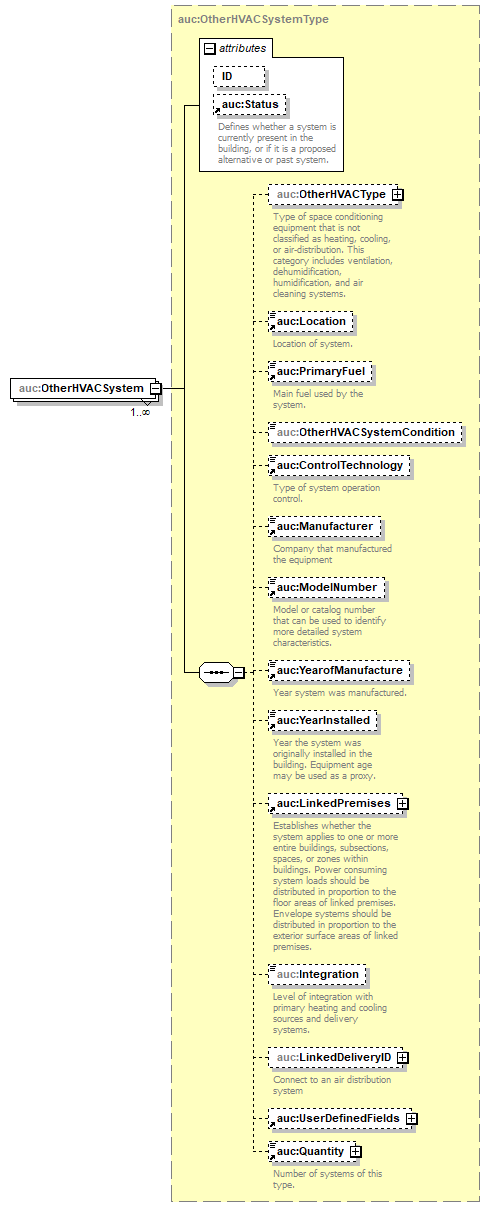 auc:OtherHVACSystemType
attributes
ID
auc:Status
Defines whether a system is
currently present in the
building, or if it is a proposed
alternative or past system.
auc:OtherHVACType
Type of space conditioning
equipment that is not
classified as heating, cooling,
or air-distribution. This
category includes ventilation,
dehumidification,
humidification, and air
cleaning systems.
auc:Location
Location of system.
auc:PrimaryFuel
Main fuel used by the
system.
auc:OtherHVACSystem
1..∞
auc:OtherHVACSystemCondition
auc:ControlTechnology
Type of system operation
control.
auc:Manufacturer
Company that manufactured
the equipment
auc:ModelNumber
Model or catalog number
that can be used to identify
more detailed system
characteristics.
auc:YearofManufacture
Year system was manufactured.
auc:YearInstalled
Year the system was
originally installed in the
building. Equipment age
may be used as a proxy.
auc:LinkedPremises
Establishes whether the
system applies to one or more
entire buildings, subsections,
spaces, or zones within
buildings. Power consuming
system loads should be
distributed in proportion to the
floor areas of linked premises.
Envelope systems should be
distributed in proportion to the
exterior surface areas of linked
premises.
auc:Integration
Level of integration with
primary heating and cooling
sources and delivery
systems.
auc:LinkedDeliveryID
Connect to an air distribution
system
auc:UserDefinedFields
auc:Quantity
Number of systems of this
type.